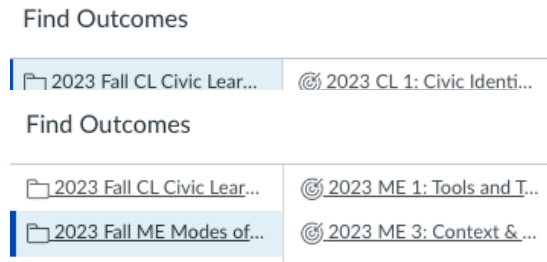 Find Outcomes
2023 Fall CL Civic Lear... 2023 CL 1: Civic Identi...
Find Outcomes
2023 Fall CL Civic Lear... 2023 ME 1: Tools and T...
2023 Fall ME Modes of... 2023 ME 3: Context & ...